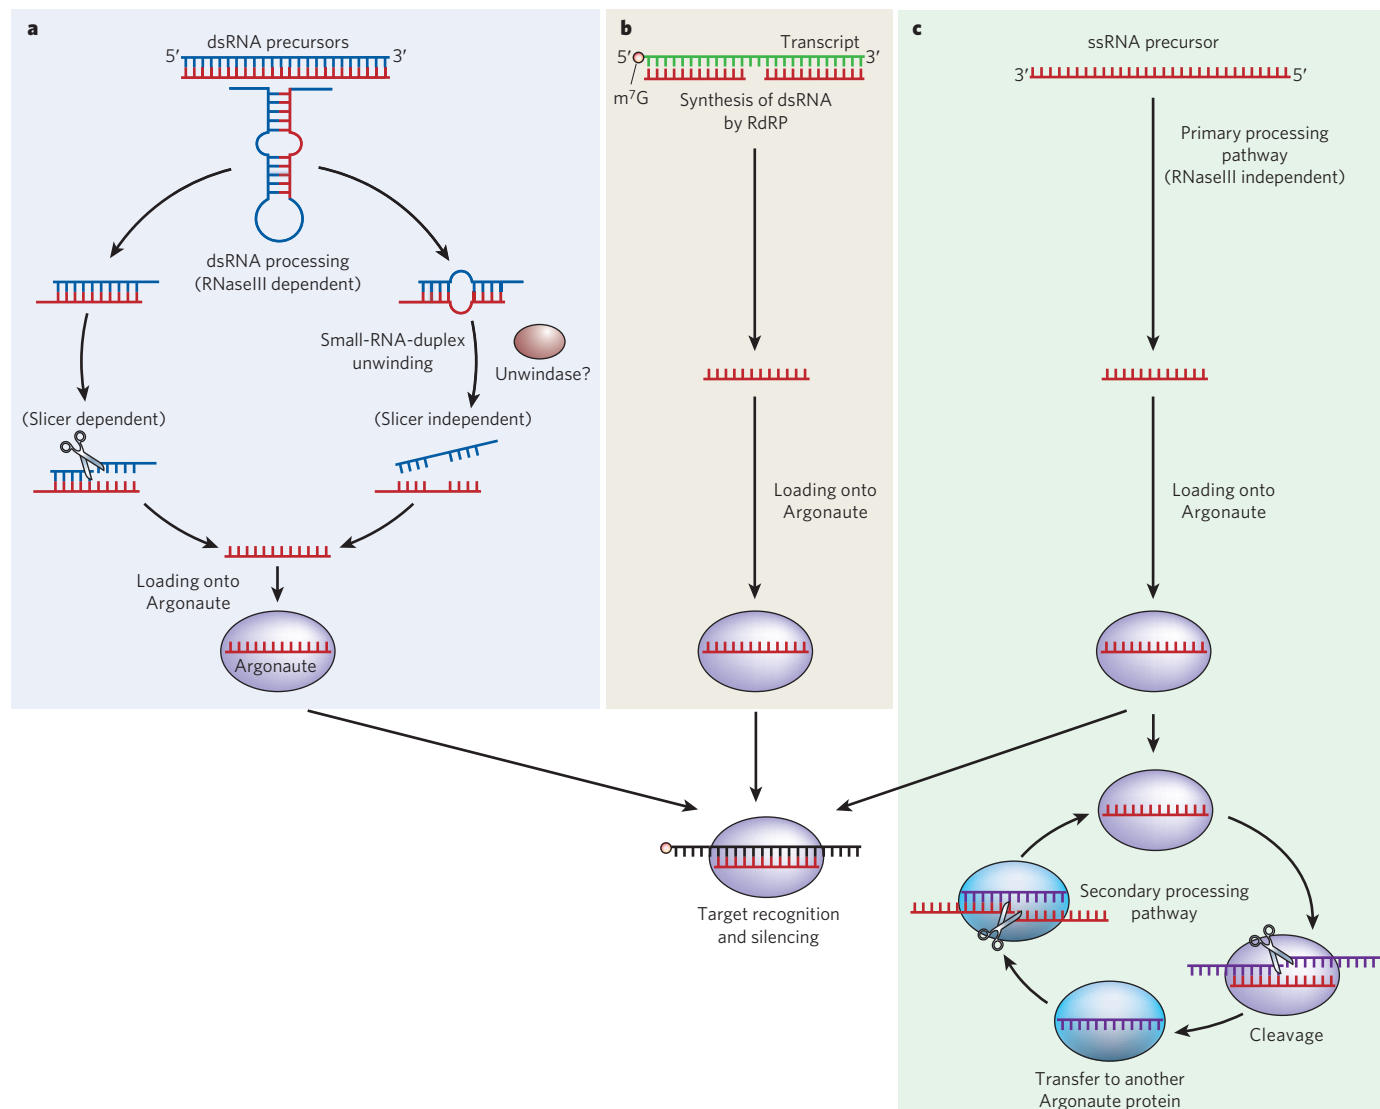 a
dsRNA precursors
5′ 3′
dsRNA processing
(RNaseIII dependent)
Small-RNA-duplex
unwinding
Unwindase?
(Slicer dependent)
(Slicer independent)
Loading onto
Argonaute
Argonaute
b
Transcript
5′ 3′
m⁷G
Synthesis of dsRNA
by RdRP
Loading onto
Argonaute
Target recognition
and silencing
c
ssRNA precursor
3′ 5′
Primary processing
pathway
(RNaseIII independent)
Loading onto
Argonaute
Secondary processing
pathway
Cleavage
Transfer to another
Argonaute protein